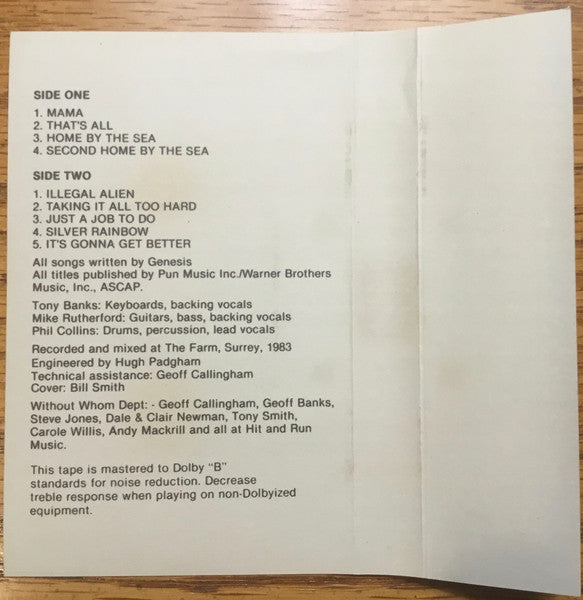 SIDE ONE
1. MAMA
2. THAT'S ALL
3. HOME BY THE SEA
4. SECOND HOME BY THE SEA
SIDE TWO
1. ILLEGAL ALIEN
2. TAKING IT ALL TOO HARD
3. JUST A JOB TO DO
4. SILVER RAINBOW
5. IT'S GONNA GET BETTER
All songs written by Genesis
All titles published by Pun Music Inc./Warner Brothers
Music, Inc., ASCAP.
Tony Banks: Keyboards, backing vocals
Mike Rutherford: Guitars, bass, backing vocals
Phil Collins: Drums, percussion, lead vocals
Recorded and mixed at The Farm, Surrey, 1983
Engineered by Hugh Padgham
Technical assistance: Geoff Callingham
Cover: Bill Smith
Without Whom Dept: - Geoff Callingham, Geoff Banks,
Steve Jones, Dale & Clair Newman, Tony Smith,
Carole Willis, Andy Mackrill and all at Hit and Run
Music.
This tape is mastered to Dolby "B"
standards for noise reduction. Decrease
treble response when playing on non-Dolbyized
equipment.